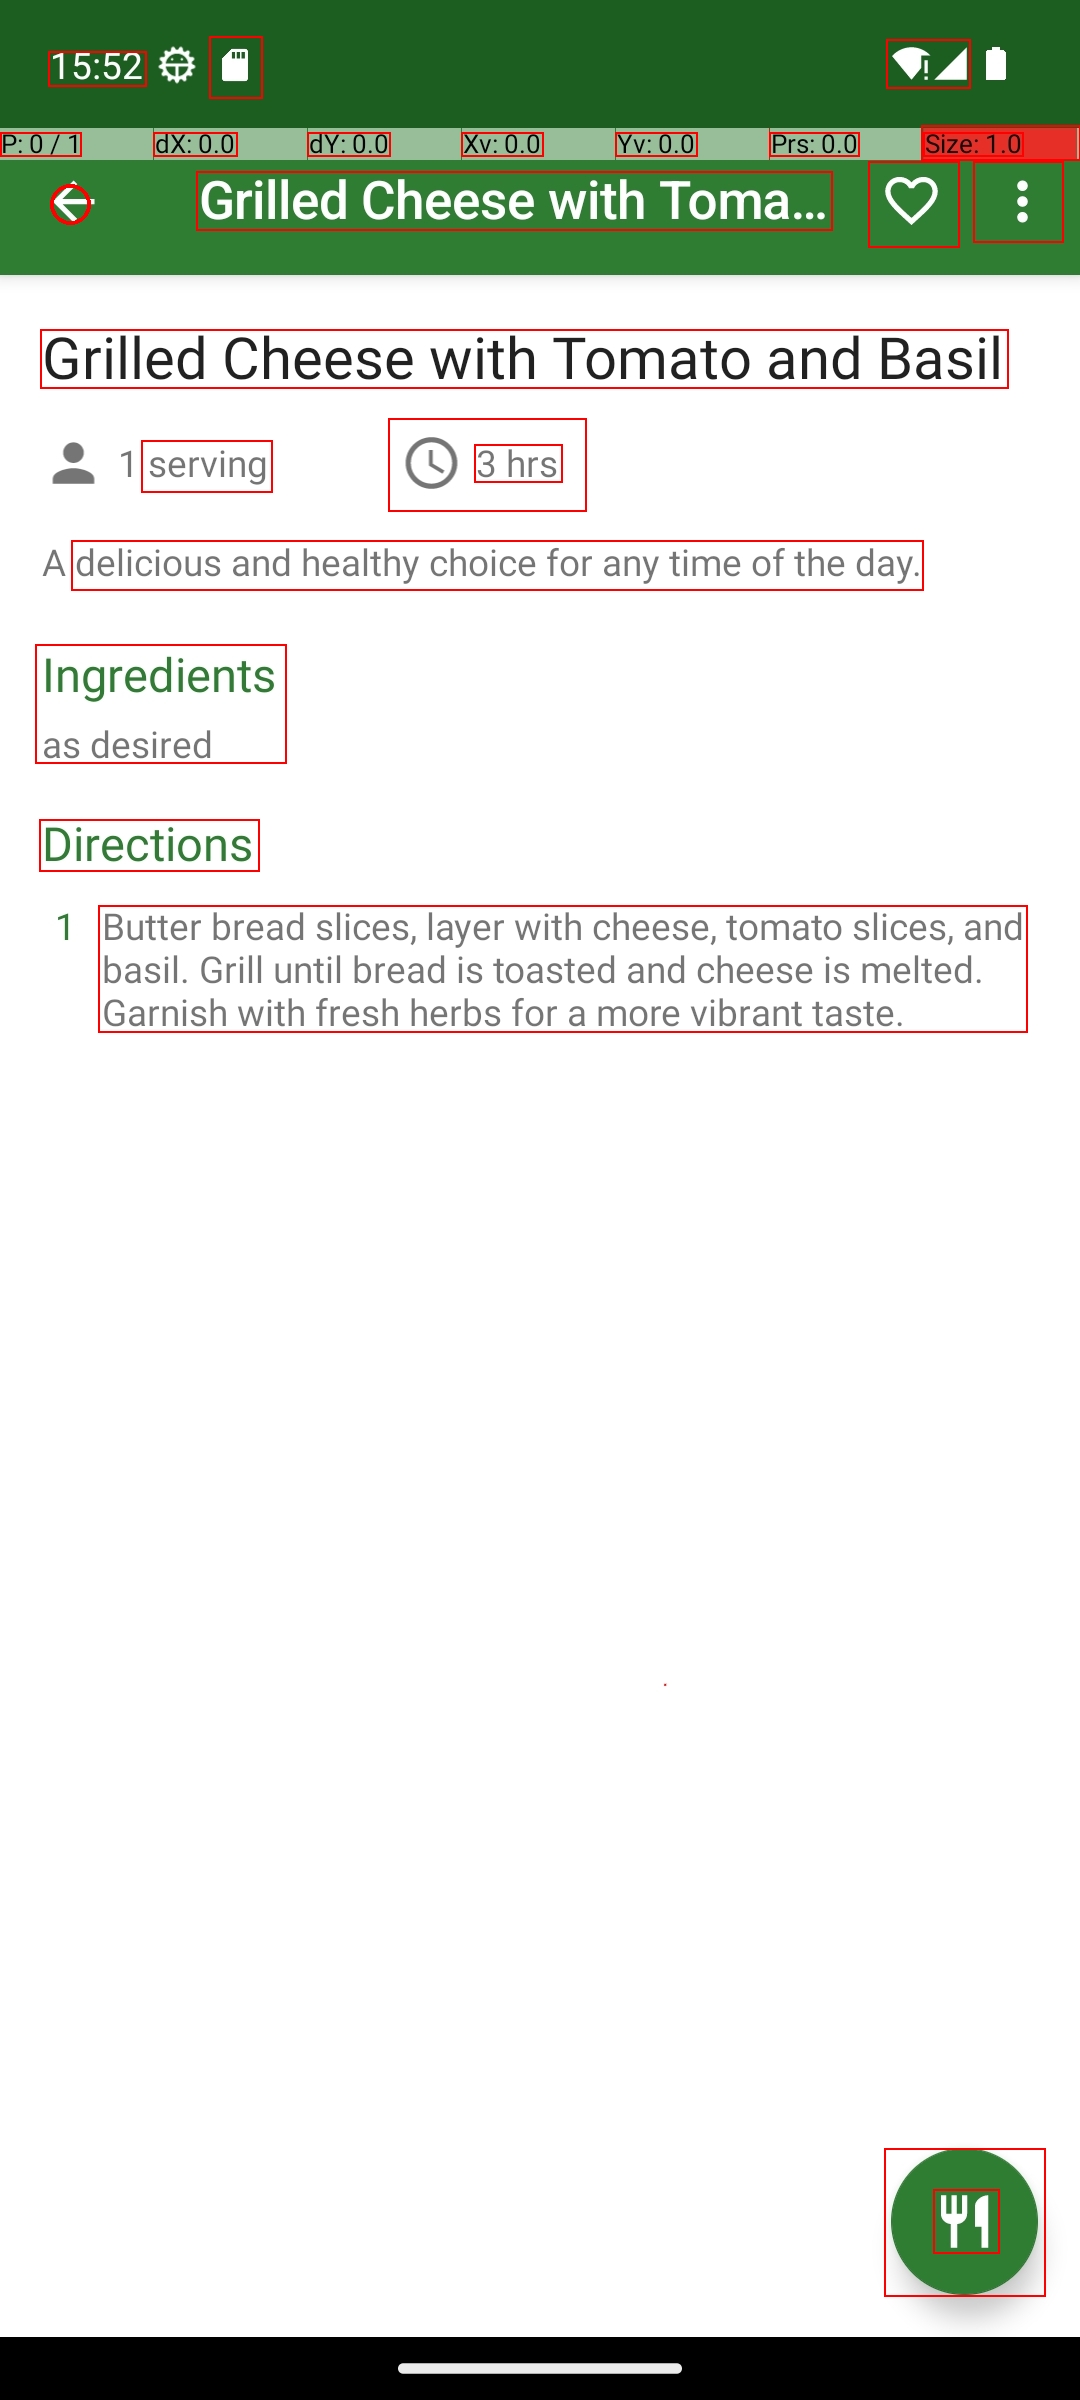 15:52
P: 0 / 1 dX: 0.0 dY: 0.0 Xv: 0.0 Yv: 0.0 Prs: 0.0 Size: 1.0
Grilled Cheese with Toma...
Grilled Cheese with Tomato and Basil
1 serving 3 hrs
A delicious and healthy choice for any time of the day.
Ingredients
as desired
Directions
1 Butter bread slices, layer with cheese, tomato slices, and
basil. Grill until bread is toasted and cheese is melted.
Garnish with fresh herbs for a more vibrant taste.